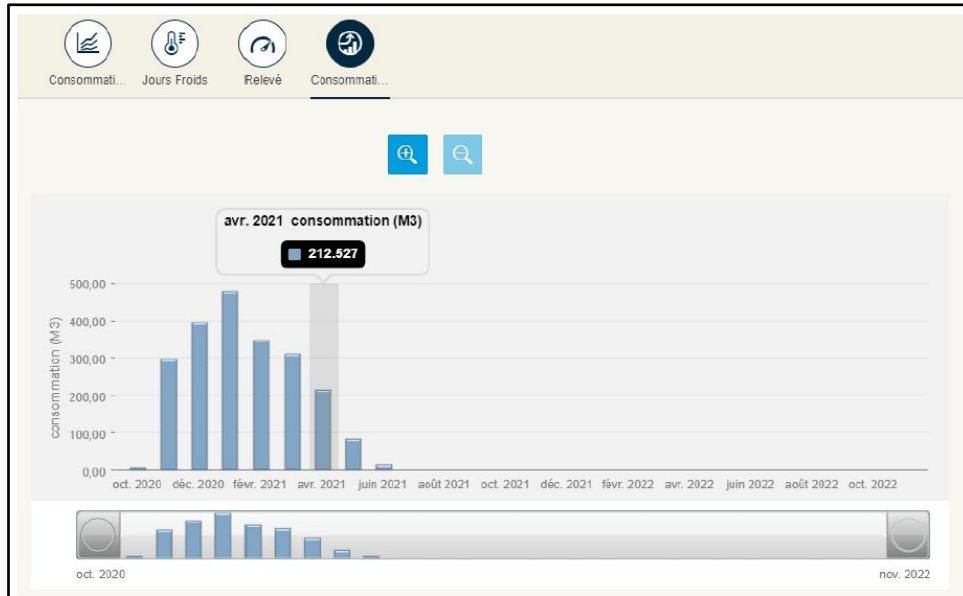 Consommati... Jours Froids Relevé Consommati...
avr. 2021 consommation (M3)
212.527
consommation (M3)
500,00
400,00
300,00
200,00
100,00
0,00
oct. 2020 déc. 2020 févr. 2021 avr. 2021 juin 2021 août 2021 oct. 2021 déc. 2021 févr. 2022 avr. 2022 juin 2022 août 2022 oct. 2022
oct. 2020 nov. 2022